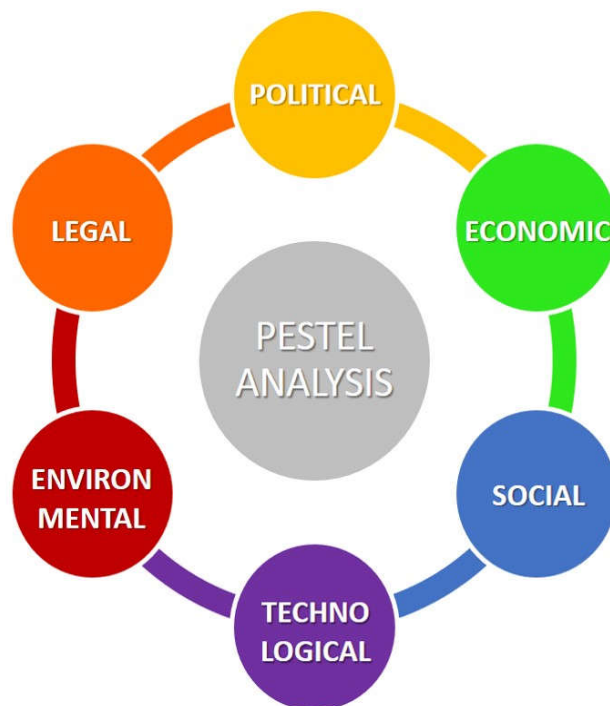 POLITICAL
ECONOMIC
SOCIAL
TECHNO
LOGICAL
ENVIRON
MENTAL
LEGAL
PESTEL
ANALYSIS